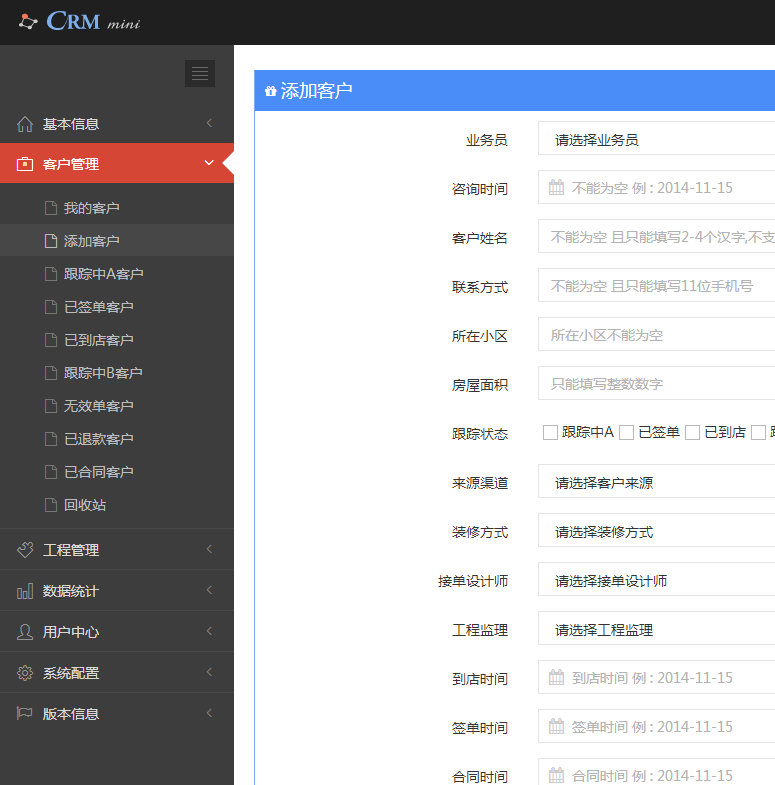 CRM mini
基本信息
客户管理
我的客户
添加客户
跟踪中A客户
已签单客户
已到店客户
跟踪中B客户
无效单客户
已退款客户
已合同客户
回收站
工程管理
数据统计
用户中心
系统配置
版本信息
添加客户
业务员 请选择业务员
咨询时间 不能为空 例 : 2014-11-15
客户姓名 不能为空 且只能填写2-4个汉字,不支
联系方式 不能为空 且只能填写11位手机号
所在小区 所在小区不能为空
房屋面积 只能填写整数数字
跟踪状态 跟踪中A 已签单 已到店
来源渠道 请选择客户来源
装修方式 请选择装修方式
接单设计师 请选择接单设计师
工程监理 请选择工程监理
到店时间 到店时间 例 : 2014-11-15
签单时间 签单时间 例 : 2014-11-15
合同时间 合同时间 例 : 2014-11-15